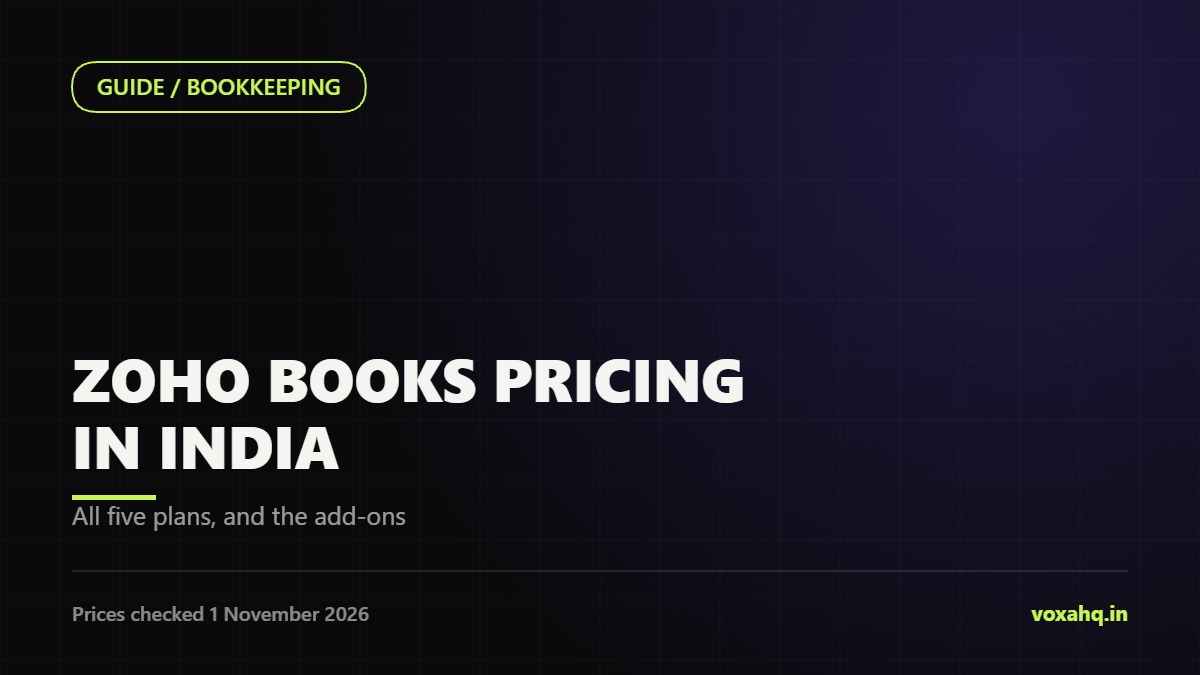 GUIDE / BOOKKEEPING
ZOHO BOOKS PRICING
IN INDIA
All five plans, and the add-ons
Prices checked 1 November 2026
voxahq.in